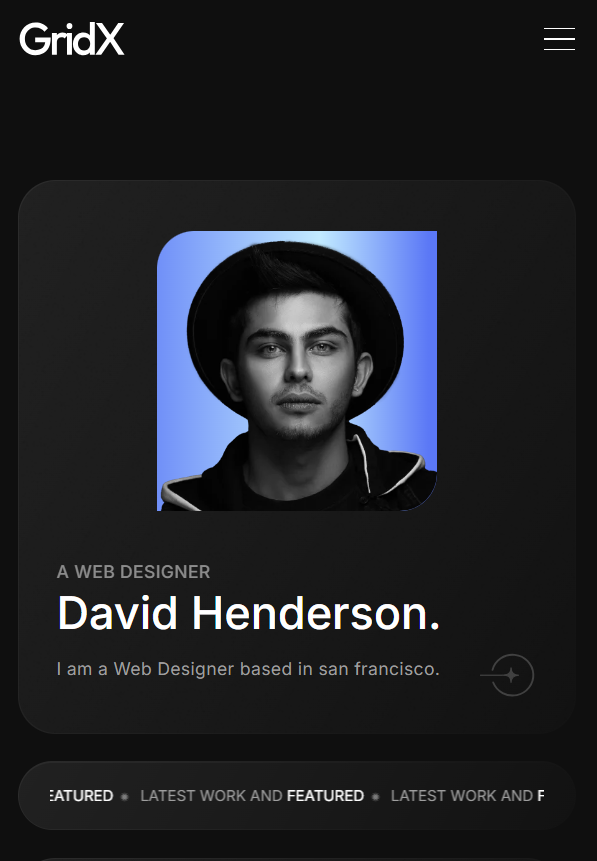 GridX
A WEB DESIGNER
David Henderson.
I am a Web Designer based in san francisco.
EATURED LATEST WORK AND FEATURED LATEST WORK AND F